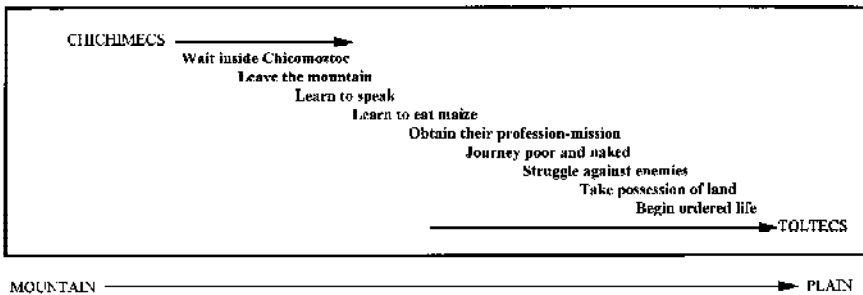 CHICHIMECS
Wait inside Chicomoztoc
Leave the mountain
Learn to speak
Learn to eat maize
Obtain their profession-mission
Journey poor and naked
Struggle against enemies
Take possession of land
Begin ordered life
TOLTECS
MOUNTAIN PLAIN